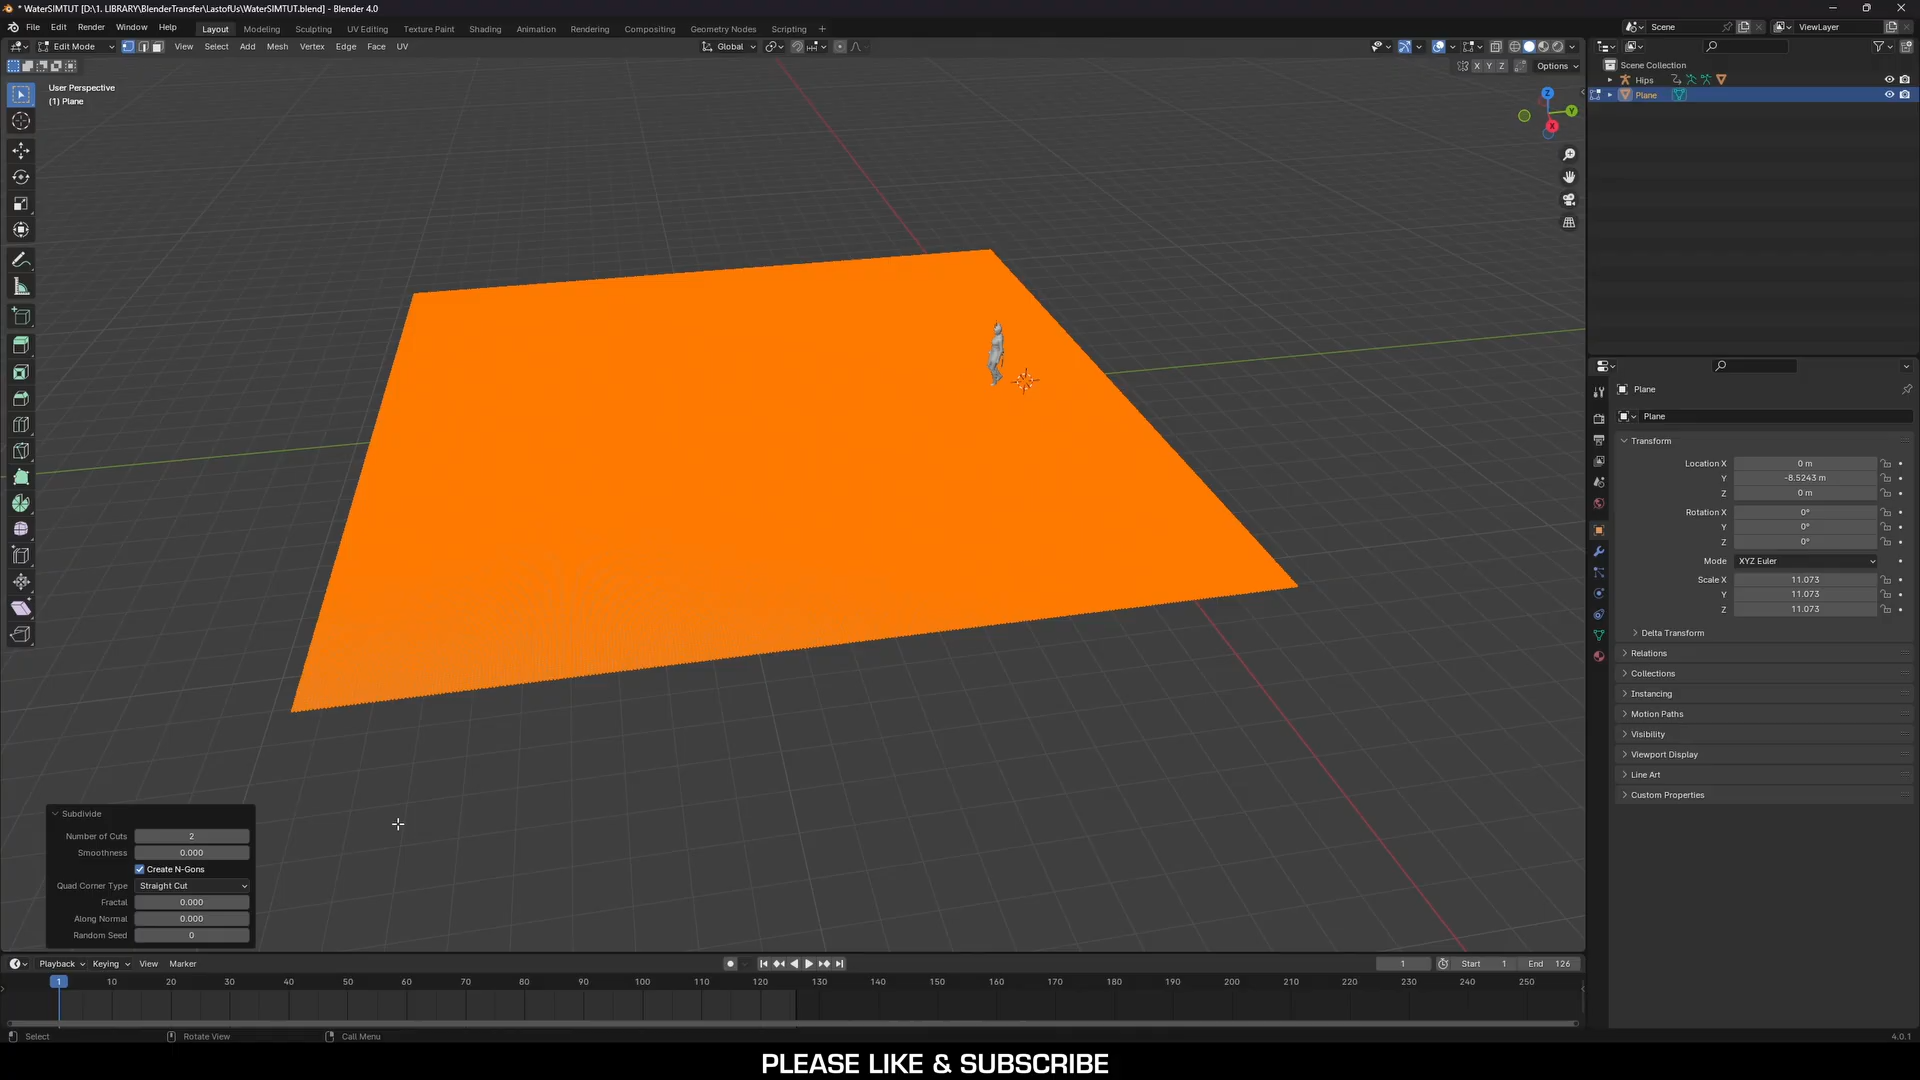 * WaterSIMTUT [D:\1. LIBRARY\BlenderTransfer\LastofUs\WaterSIMTUT.blend] - Blender 4.0
File Edit Render Window Help
Layout Modeling Sculpting UV Editing Texture Paint Shading Animation Rendering Compositing Geometry Nodes Scripting +
Scene
ViewLayer
Edit Mode
View Select Add Mesh Vertex Edge Face UV
Global
X Y Z
Options
User Perspective
(1) Plane
Z
Y
X
Scene Collection
Hips
Plane
Plane
Plane
Transform
Location X 0 m
Y -8.5243 m
Z 0 m
Rotation X 0°
Y 0°
Z 0°
Mode XYZ Euler
Scale X 11.073
Y 11.073
Z 11.073
Delta Transform
Relations
Collections
Instancing
Motion Paths
Visibility
Viewport Display
Line Art
Custom Properties
Subdivide
Number of Cuts 2
Smoothness 0.000
Create N-Gons
Quad Corner Type Straight Cut
Fractal 0.000
Along Normal 0.000
Random Seed 0
Playback Keying View Marker
1 Start 1 End 126
1 10 20 30 40 50 60 70 80 90 100 110 120 130 140 150 160 170 180 190 200 210 220 230 240 250
Select Rotate View Call Menu
4.0.1
PLEASE LIKE & SUBSCRIBE